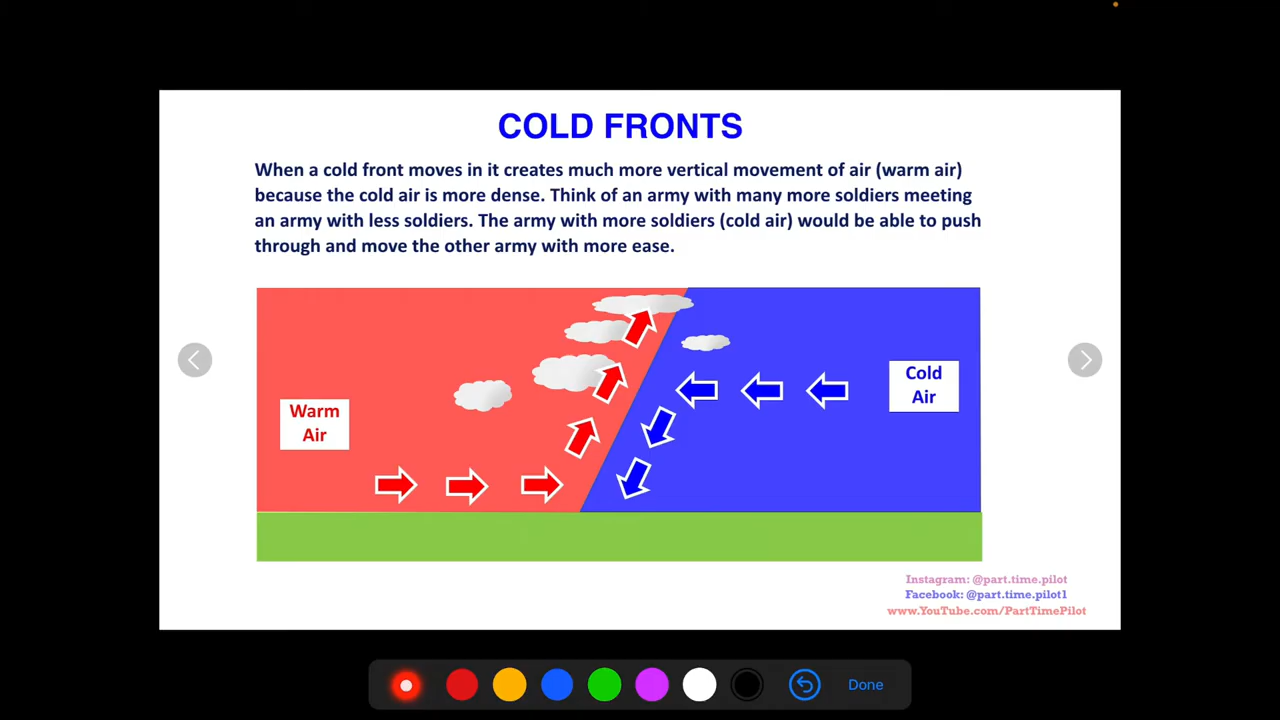 COLD FRONTS
When a cold front moves in it creates much more vertical movement of air (warm air)
because the cold air is more dense. Think of an army with many more soldiers meeting
an army with less soldiers. The army with more soldiers (cold air) would be able to push
through and move the other army with more ease.
Cold
Air
Warm
Air
Instagram: @part.time.pilot
Facebook: @part.time.pilot1
www.YouTube.com/PartTimePilot
Done